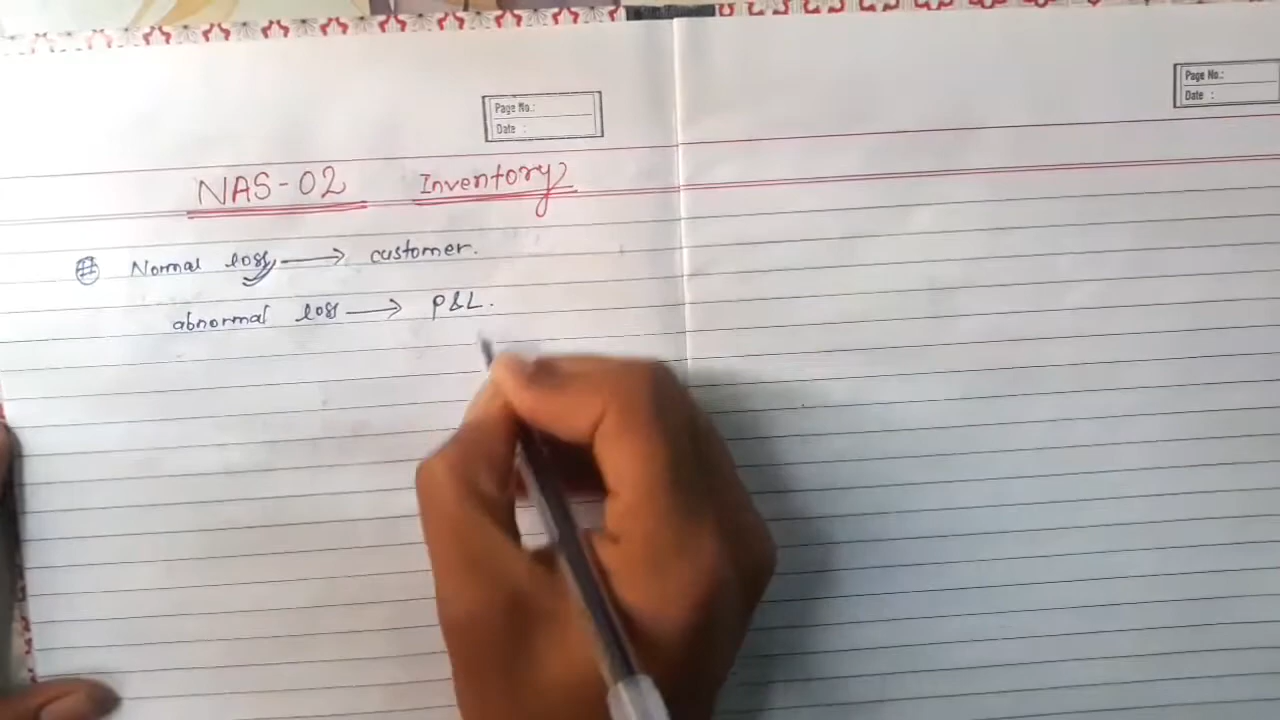 Page No.:
Date :
Page No.:
Date :
NAS-02 Inventory
# Normal loss → customer.
abnormal loss → P&L.